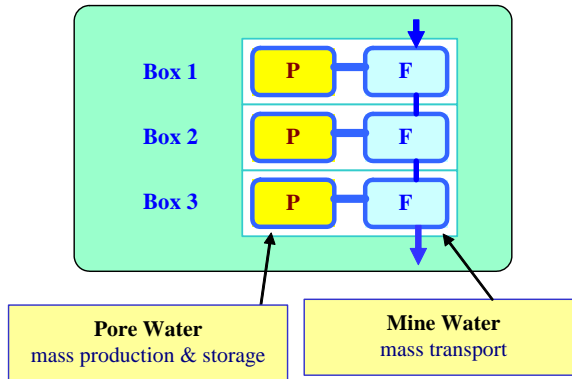 Box 1 P F
Box 2 P F
Box 3 P F
Pore Water
mass production & storage
Mine Water
mass transport